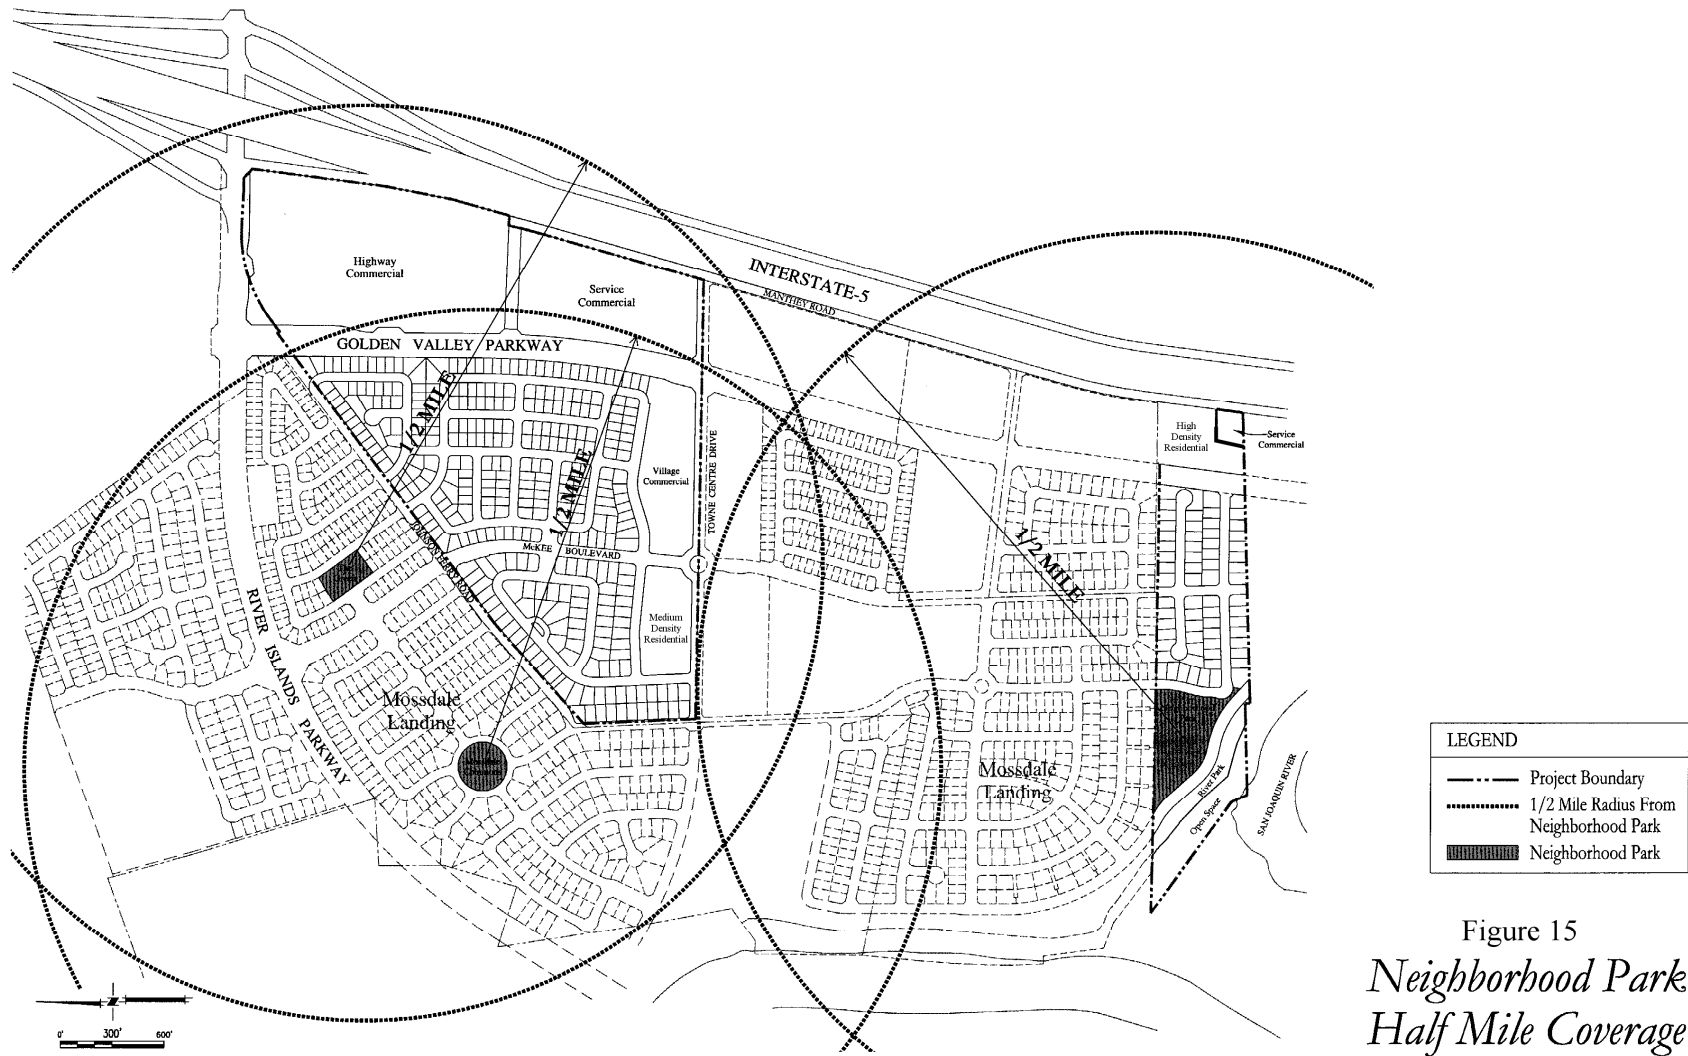 INTERSTATE-5
MANTHEY ROAD
Highway
Commercial
Service
Commercial
GOLDEN VALLEY PARKWAY
1/2 MILE
1/2 MILE
1/2 MILE
Village
Commercial
TOWNE CENTRE DRIVE
High
Density
Residential
Service
Commercial
McKEE BOULEVARD
Medium
Density
Residential
RIVER ISLANDS PARKWAY
Mossdale
Landing
Mossdale
Landing
River Park
Open Space
SAN JOAQUIN RIVER
0' 300' 600'
LEGEND
Project Boundary
1/2 Mile Radius From
Neighborhood Park
Neighborhood Park
Figure 15
Neighborhood Park
Half Mile Coverage